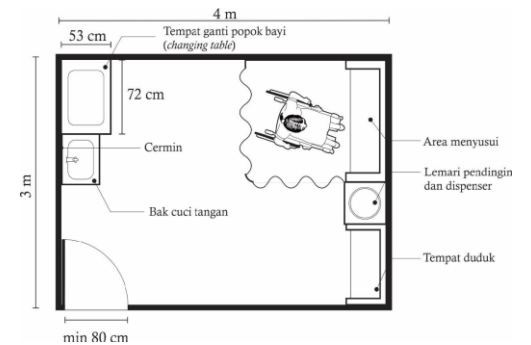 4 m
53 cm
Tempat ganti popok bayi
(changing table)
72 cm
Cermin
Area menyusui
3 m
Lemari pendingin
dan dispenser
Bak cuci tangan
Tempat duduk
min 80 cm